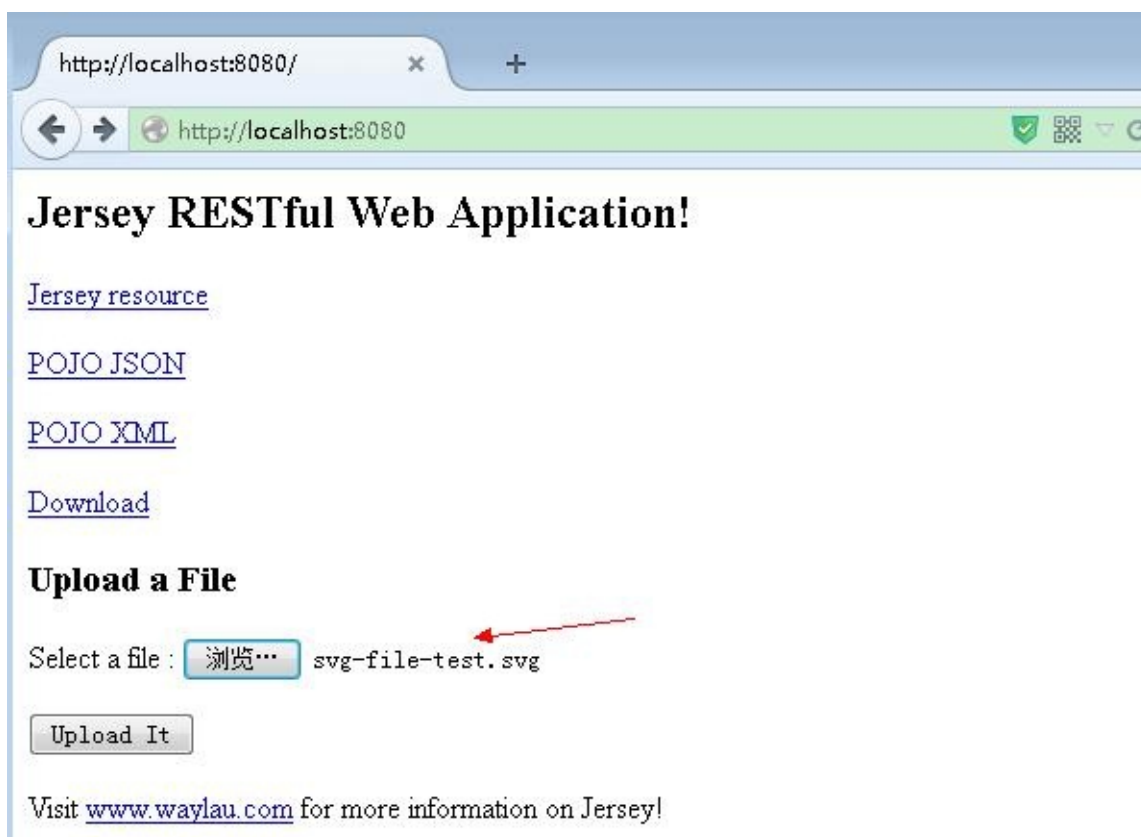 http://localhost:8080/
http://localhost:8080
Jersey RESTful Web Application!
Jersey resource
POJO JSON
POJO XML
Download
Upload a File
Select a file : 浏览… svg-file-test.svg
Upload It
Visit www.waylau.com for more information on Jersey!